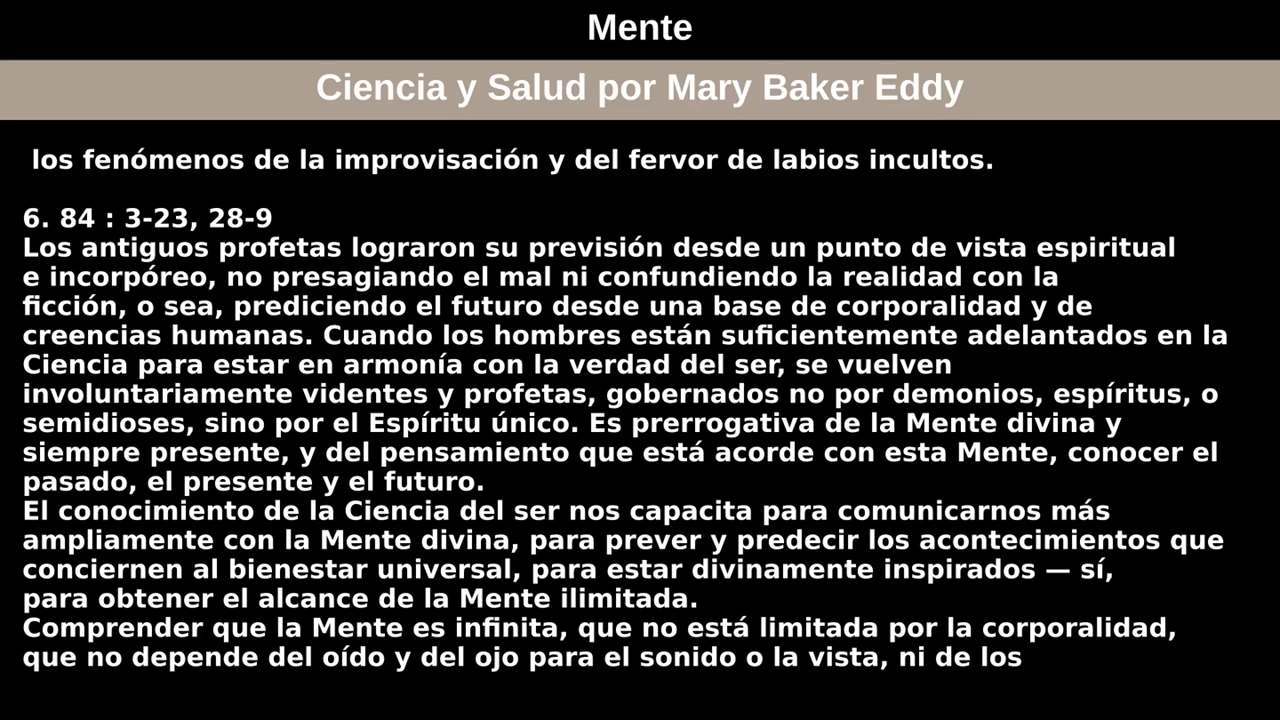 Mente
Ciencia y Salud por Mary Baker Eddy
los fenómenos de la improvisación y del fervor de labios incultos.
6. 84 : 3-23, 28-9
Los antiguos profetas lograron su previsión desde un punto de vista espiritual
e incorpóreo, no presagiando el mal ni confundiendo la realidad con la
ficción, o sea, prediciendo el futuro desde una base de corporalidad y de
creencias humanas. Cuando los hombres están suficientemente adelantados en la
Ciencia para estar en armonía con la verdad del ser, se vuelven
involuntariamente videntes y profetas, gobernados no por demonios, espíritus, o
semidioses, sino por el Espíritu único. Es prerrogativa de la Mente divina y
siempre presente, y del pensamiento que está acorde con esta Mente, conocer el
pasado, el presente y el futuro.
El conocimiento de la Ciencia del ser nos capacita para comunicarnos más
ampliamente con la Mente divina, para prever y predecir los acontecimientos que
conciernen al bienestar universal, para estar divinamente inspirados — sí,
para obtener el alcance de la Mente ilimitada.
Comprender que la Mente es infinita, que no está limitada por la corporalidad,
que no depende del oído y del ojo para el sonido o la vista, ni de los